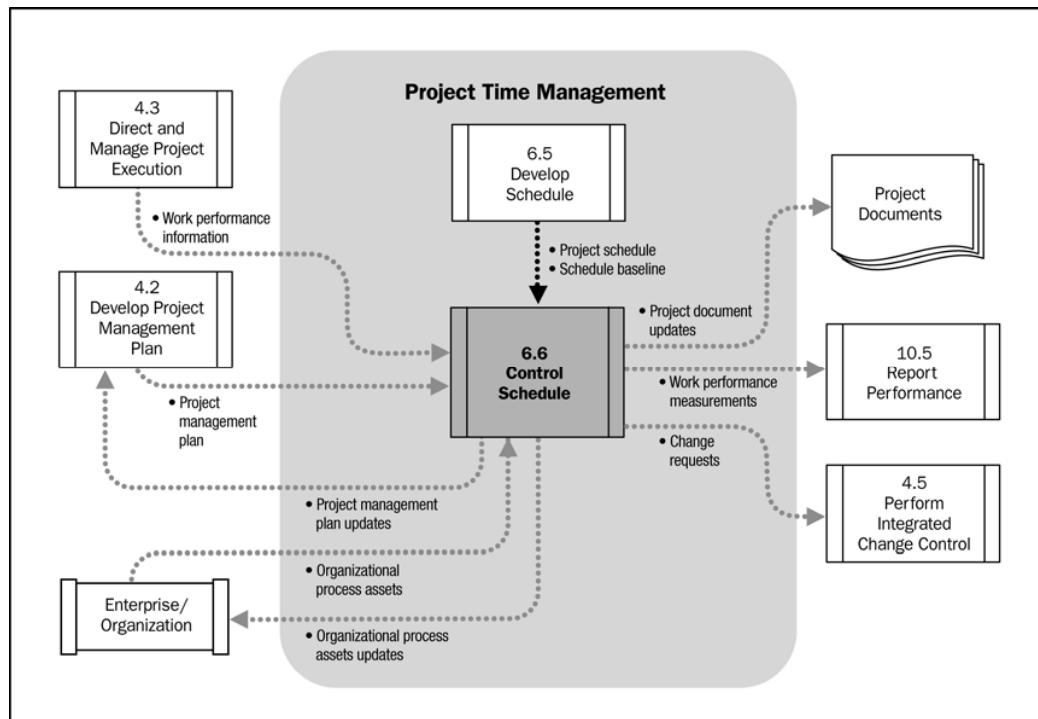 Project Time Management
4.3
Direct and
Manage Project
Execution
6.5
Develop
Schedule
Project
Documents
• Work performance
information
• Project schedule
• Schedule baseline
4.2
Develop Project
Management
Plan
• Project document
updates
6.6
Control
Schedule
10.5
Report
Performance
• Work performance
measurements
• Project
management
plan
• Change
requests
4.5
Perform
Integrated
Change Control
• Project management
plan updates
• Organizational
process assets
Enterprise/
Organization
• Organizational process
assets updates